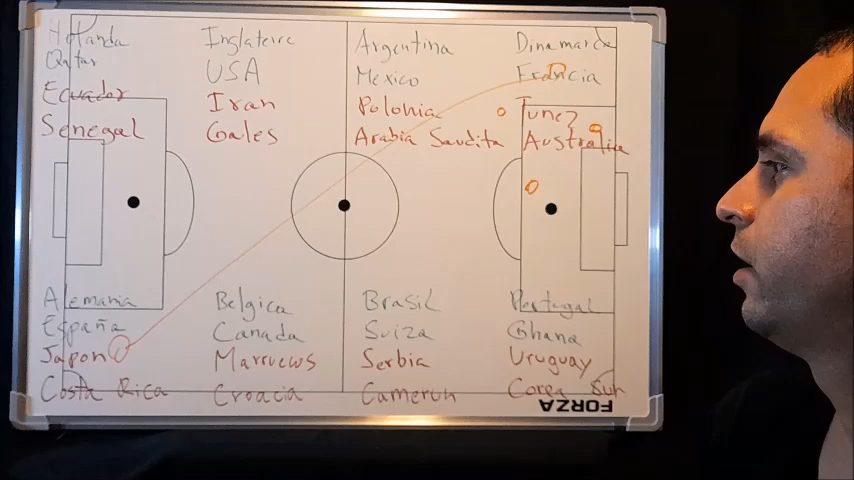 Holanda
Qatar
Ecuador
Senegal
Inglaterre
USA
Iran
Gales
Argentina
Mexico
Polonia
Arabia Saudita
Dinamarca
Francia
Tunez
Australia
Alemania
España
Japon
Costa Rica
Belgica
Canada
Marruecos
Croacia
Brasil
Suiza
Serbia
Camerun
Portugal
Ghana
Uruguay
Corea Sur
FORZA